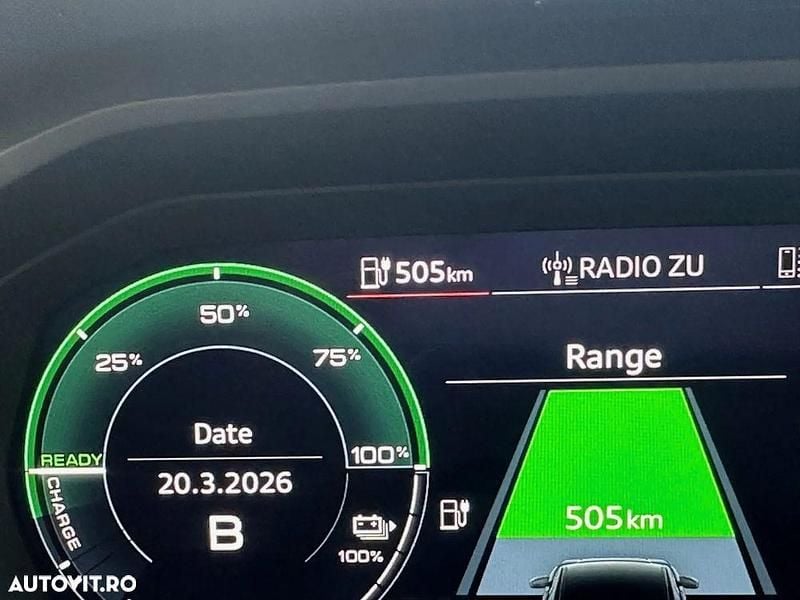 505km
RADIO ZU
50%
25%
75%
Range
Date
100%
READY
20.3.2026
CHARGE
B
505km
100%
AUTOVIT.RO